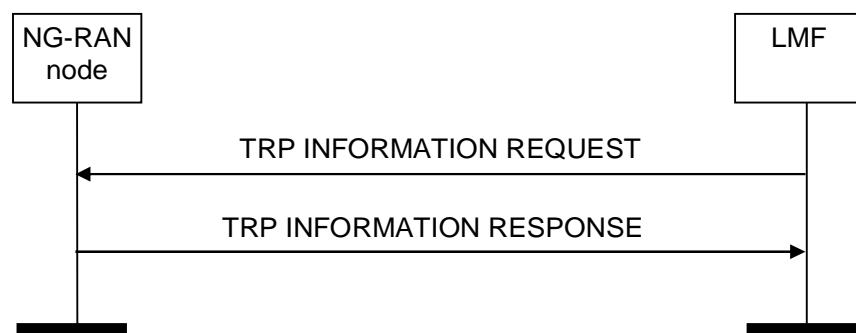 NG-RAN
node
LMF
TRP INFORMATION REQUEST
TRP INFORMATION RESPONSE